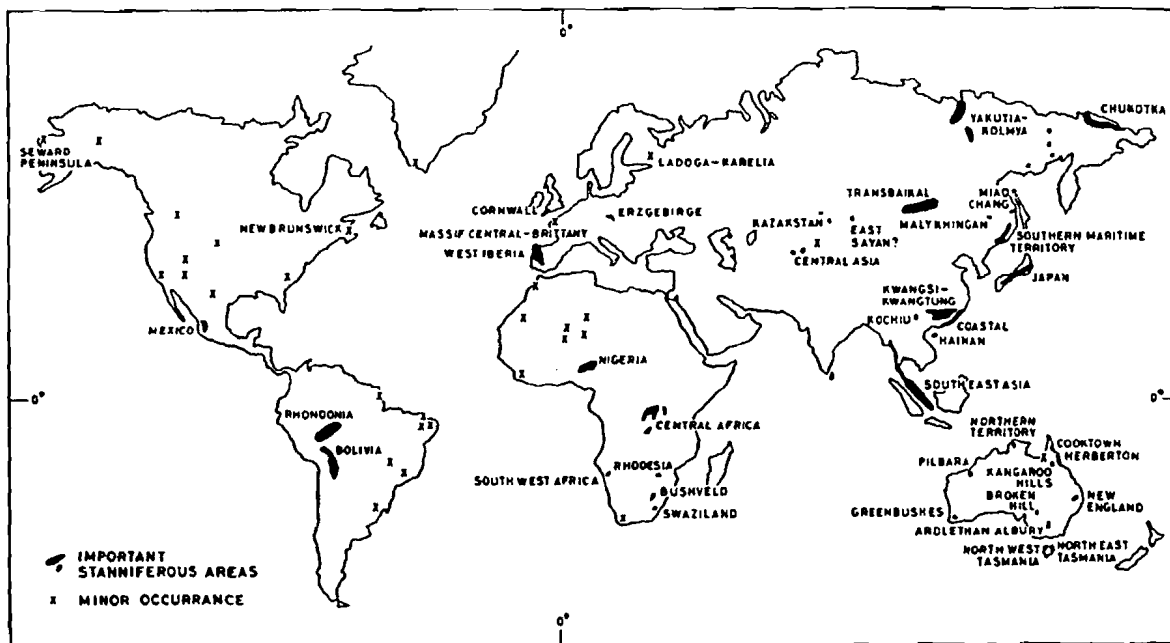 0°
CHUKOTKA
YAKUTIA-
KOLMYA
SEWARD
PENINSULA
LADOGA-KARELIA
TRANSBAIKAL
MIAO
CHANG
CORNWALL
ERZGEBIRGE
NEW BRUNSWICK
KAZAKSTAN
MALY KHINGAN
MASSIF CENTRAL-BRITTANY
EAST
SAYAN?
SOUTHERN MARITIME
TERRITORY
WEST IBERIA
CENTRAL ASIA
JAPAN
KWANGSI-
KWANGTUNG
MEXICO
KOCHIU
COASTAL
HAINAN
NIGERIA
SOUTH EAST ASIA
0°
0°
RHONDONIA
CENTRAL AFRICA
NORTHERN
TERRITORY
BOLIVIA
COOKTOWN
HERBERTON
PILBARA
KANGAROO
HILLS
SOUTH WEST AFRICA
RHODESIA
BUSHVELD
BROKEN
HILL
NEW
ENGLAND
SWAZILAND
GREENBUSHES
ARDLETHAN ALBURY
NORTH WEST
TASMANIA
NORTH EAST
TASMANIA
IMPORTANT
STANNIFEROUS AREAS
X MINOR OCCURRANCE
0°